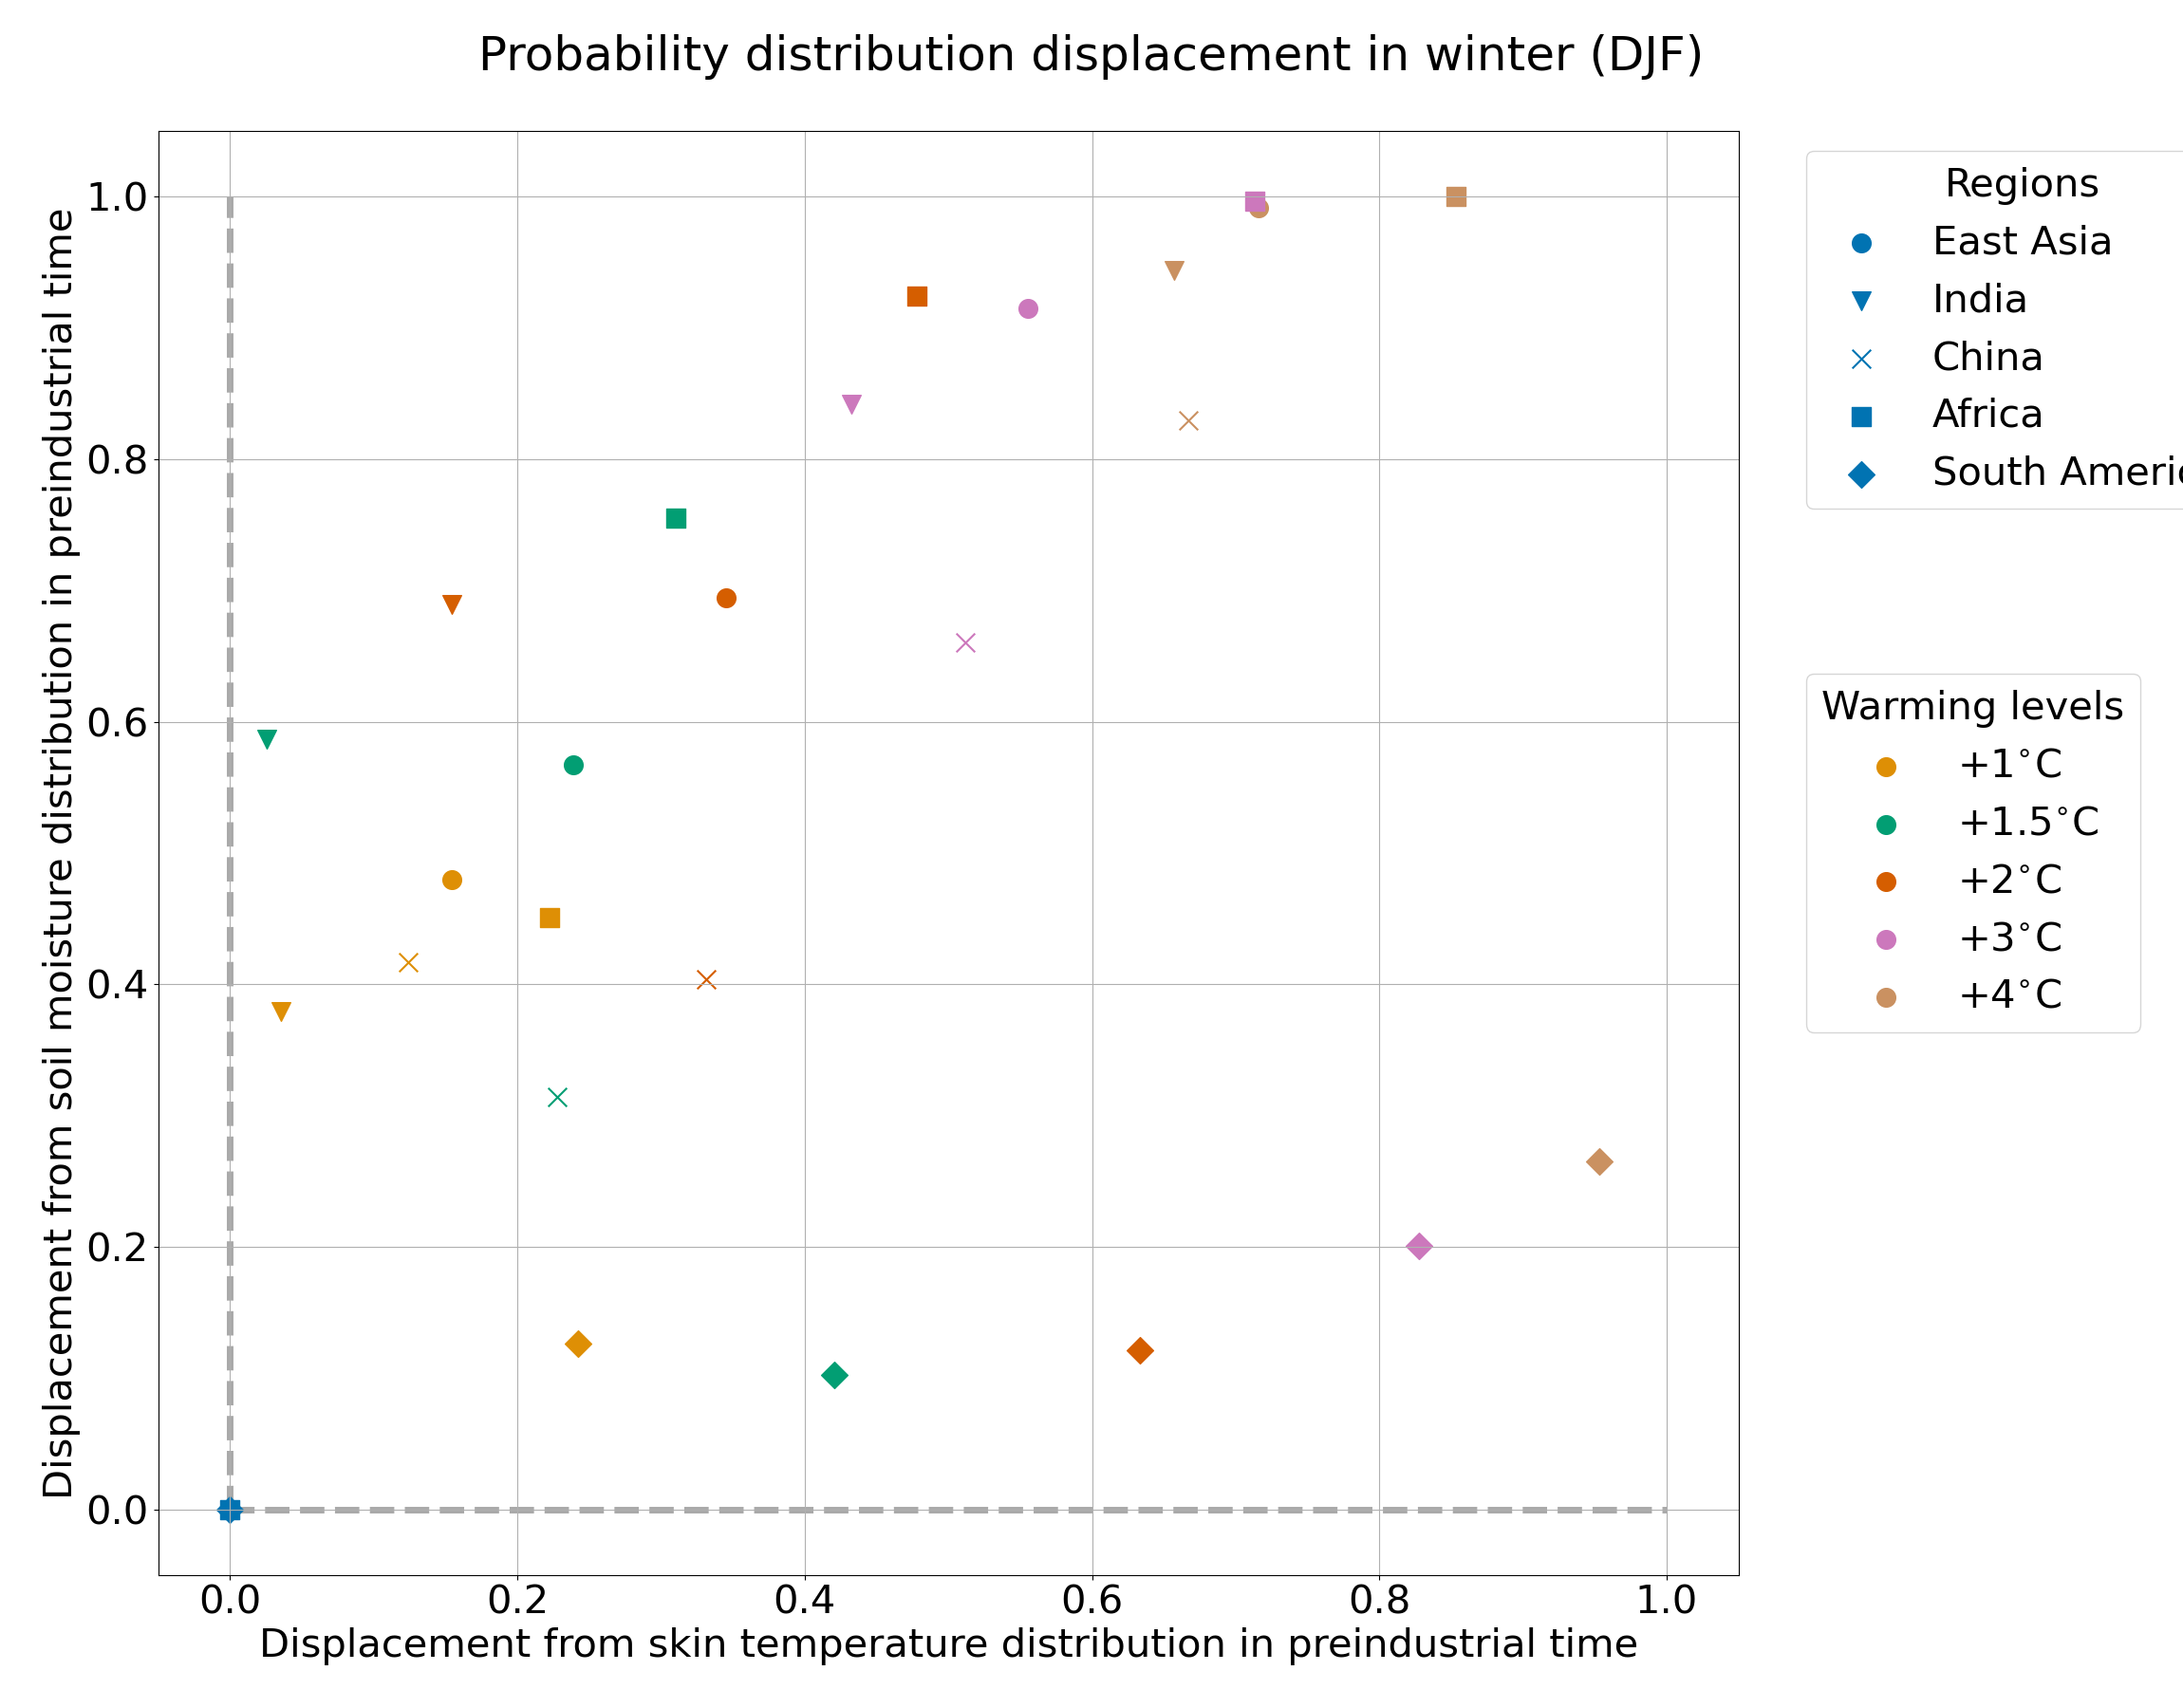 Probability distribution displacement in winter (DJF)
Displacement from soil moisture distribution in preindustrial time
1.0
0.8
0.6
0.4
0.2
0.0
0.0 0.2 0.4 0.6 0.8 1.0
Displacement from skin temperature distribution in preindustrial time
Regions
East Asia
India
China
Africa
South Americ
Warming levels
+1°C
+1.5°C
+2°C
+3°C
+4°C